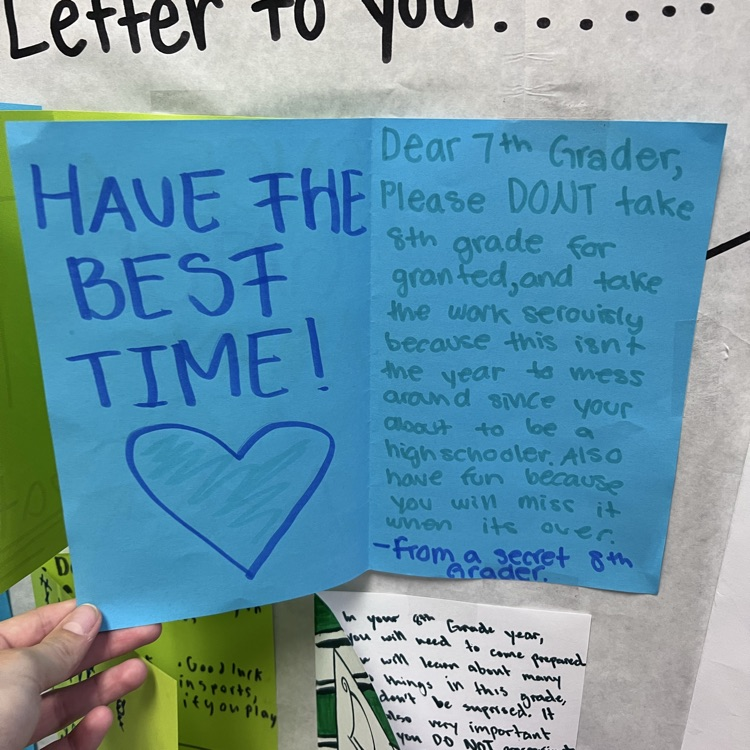 Letter to you......
HAVE THE
BEST
TIME!
Dear 7th Grader,
Please DONT take
8th grade for
granted, and take
the work serouisly
because this isnt
the year to mess
around since your
about to be a
highschooler. Also
have fun because
you will miss it
when its over.
-From a secret 8th
Grader.
. Good luck
in sports,
if you play
In your 8th Grade year,
you will need to come prepared
will learn about many
things in this grade,
don't be suprised. It
also very important
you DO NOT